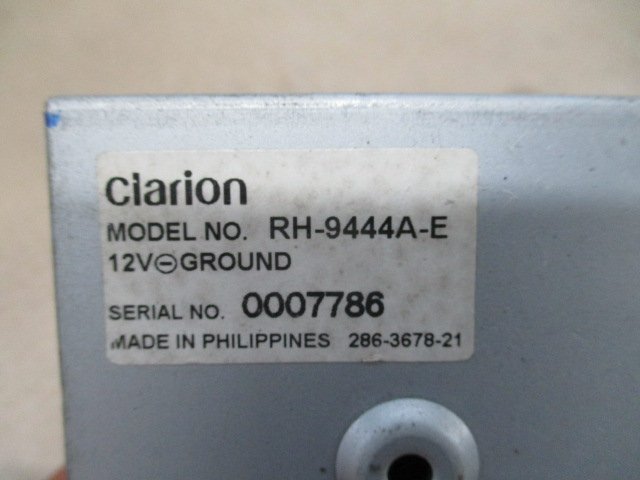 clarion
MODEL NO. RH-9444A-E
12V⊖GROUND
SERIAL NO. 0007786
MADE IN PHILIPPINES 286-3678-21